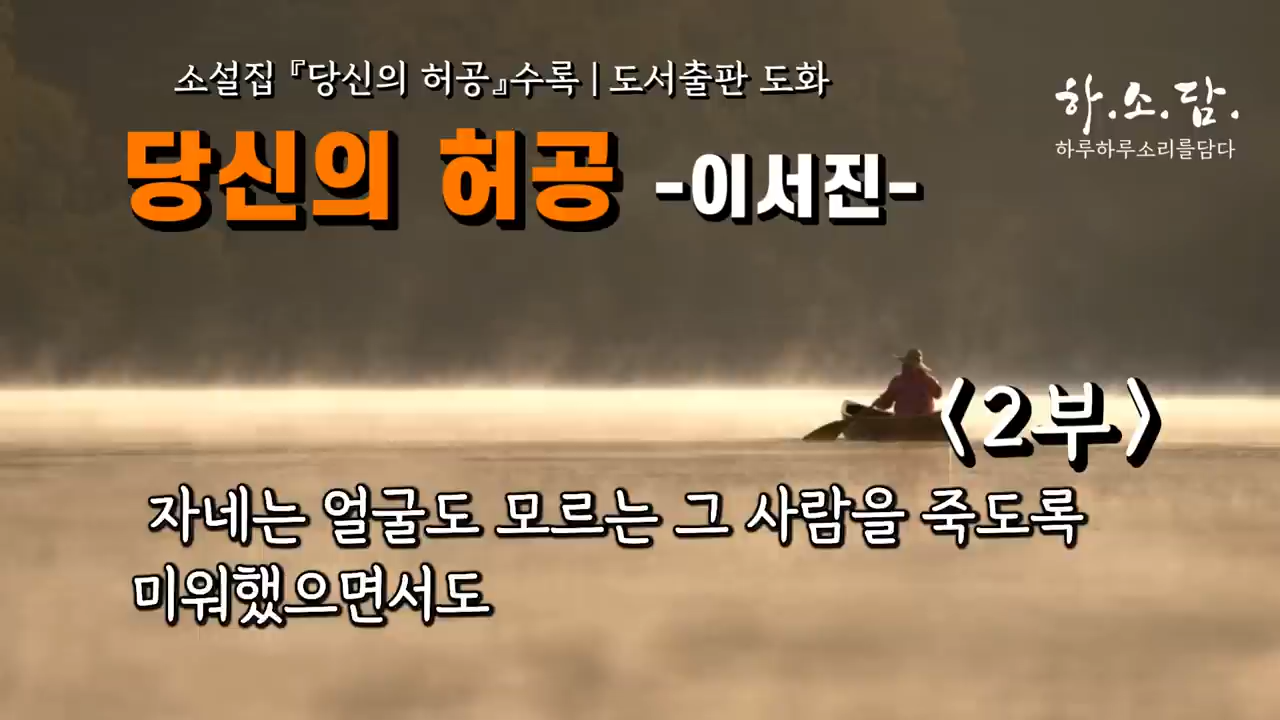 소설집 『당신의 허공』수록 | 도서출판 도화
하.소.담.
하루하루소리를담다
당신의 허공 -이서진-
〈2부〉
자네는 얼굴도 모르는 그 사람을 죽도록
미워했으면서도